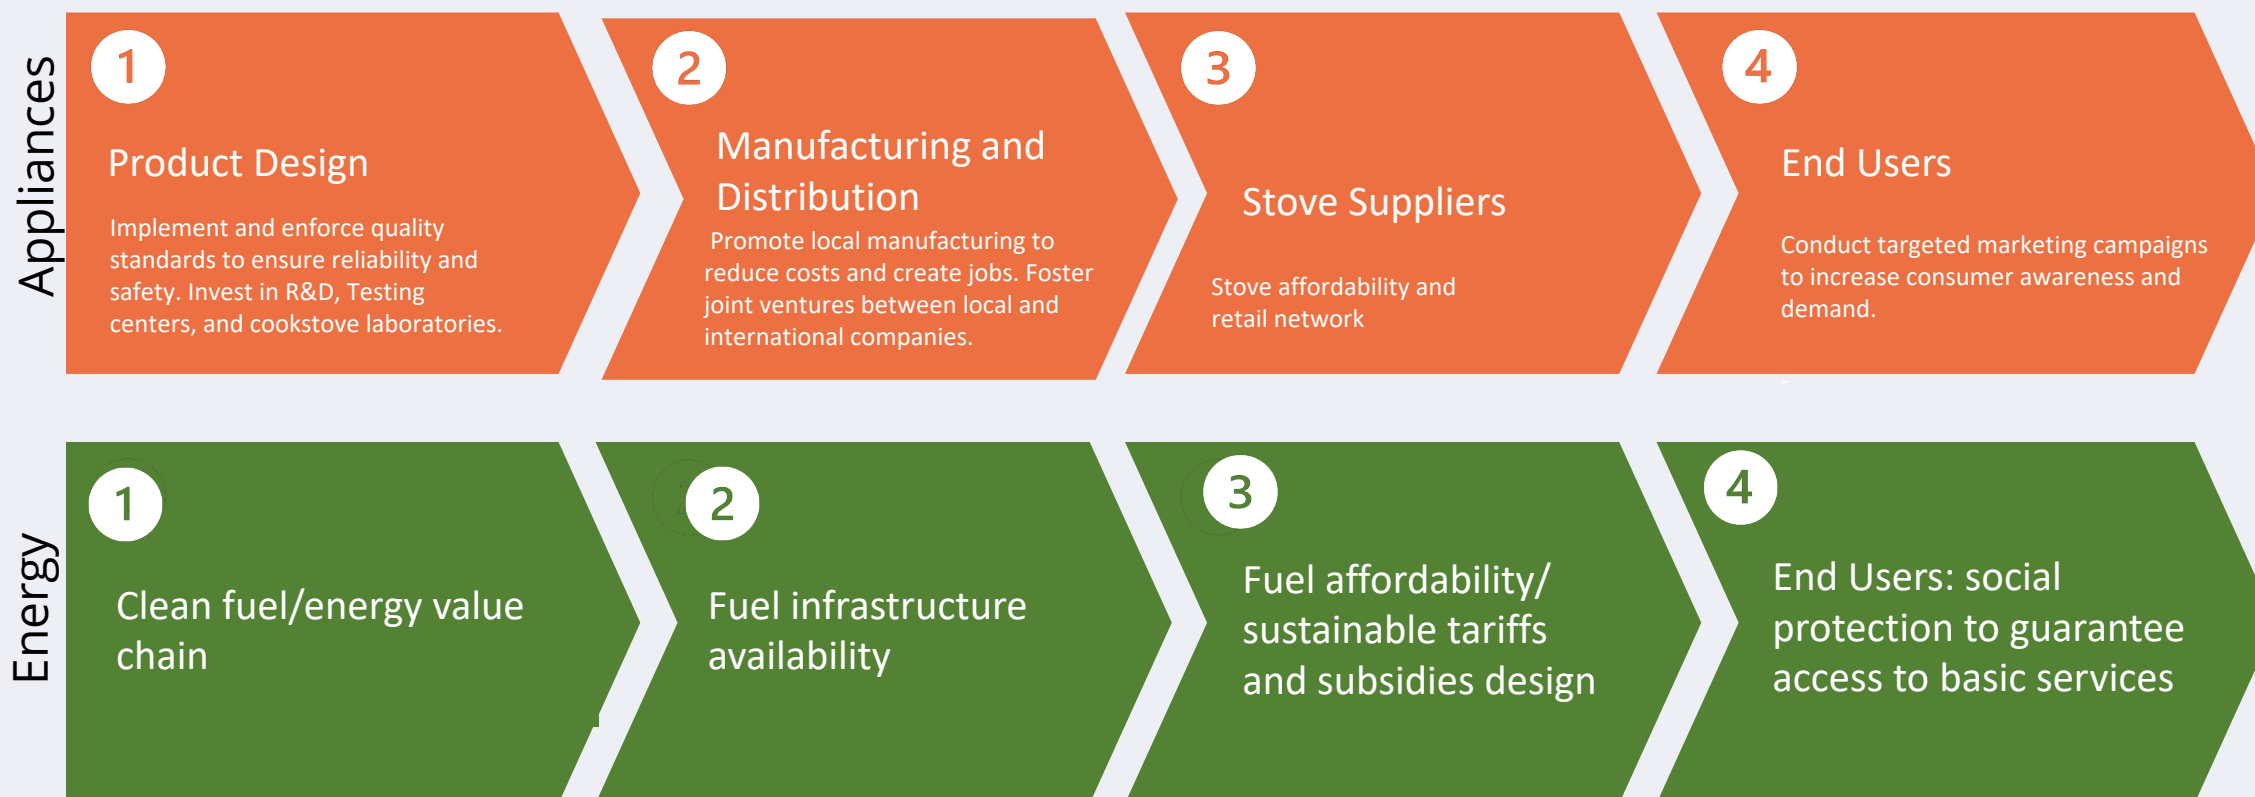 Appliances
1
Product Design
Implement and enforce quality
standards to ensure reliability and
safety. Invest in R&D, Testing
centers, and cookstove laboratories.
2
Manufacturing and
Distribution
Promote local manufacturing to
reduce costs and create jobs. Foster
joint ventures between local and
international companies.
3
Stove Suppliers
Stove affordability and
retail network
4
End Users
Conduct targeted marketing campaigns
to increase consumer awareness and
demand.
Energy
1
Clean fuel/energy value
chain
2
Fuel infrastructure
availability
3
Fuel affordability/
sustainable tariffs
and subsidies design
4
End Users: social
protection to guarantee
access to basic services